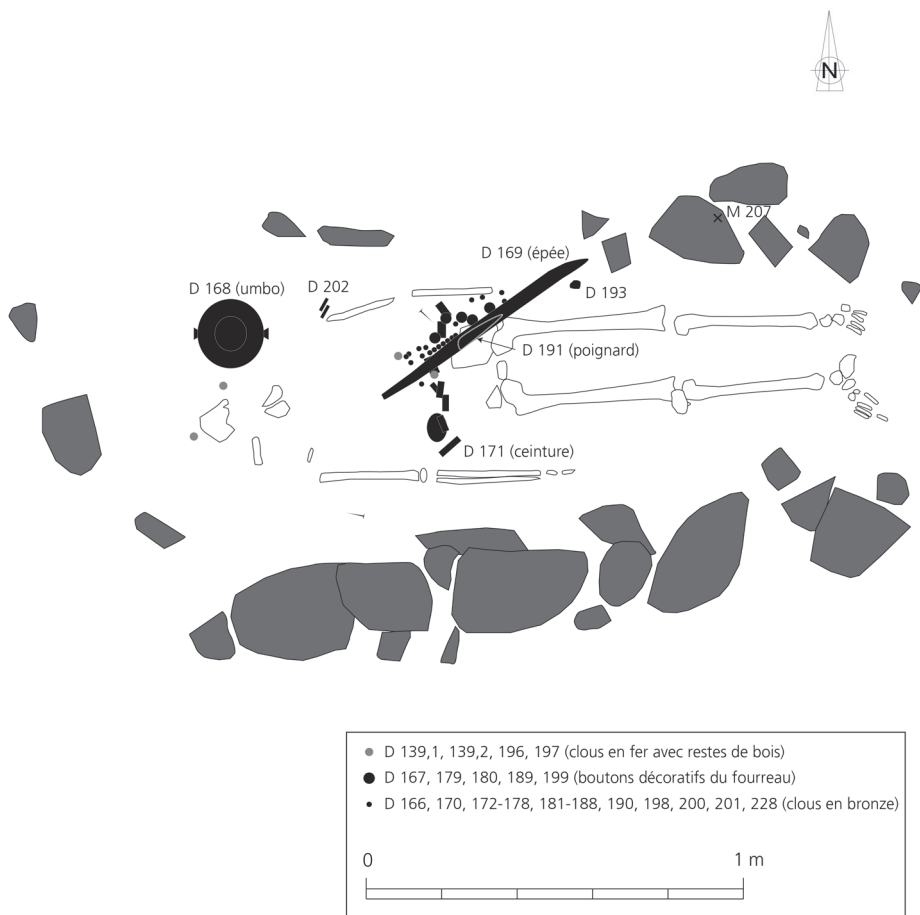 N
M 207
D 169 (épée)
D 168 (umbo)
D 202
D 193
D 191 (poignard)
D 171 (ceinture)
D 139,1, 139,2, 196, 197 (clous en fer avec restes de bois)
D 167, 179, 180, 189, 199 (boutons décoratifs du fourreau)
D 166, 170, 172-178, 181-188, 190, 198, 200, 201, 228 (clous en bronze)
0 1 m